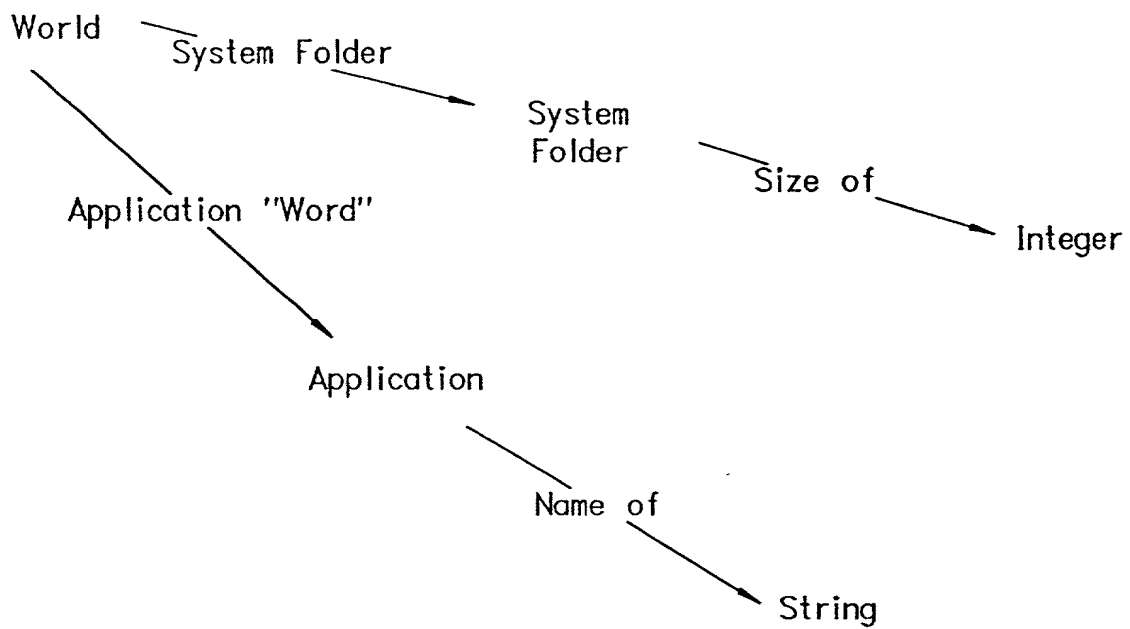 World
System Folder
System
Folder
Size of
Application "Word"
Integer
Application
Name of
String